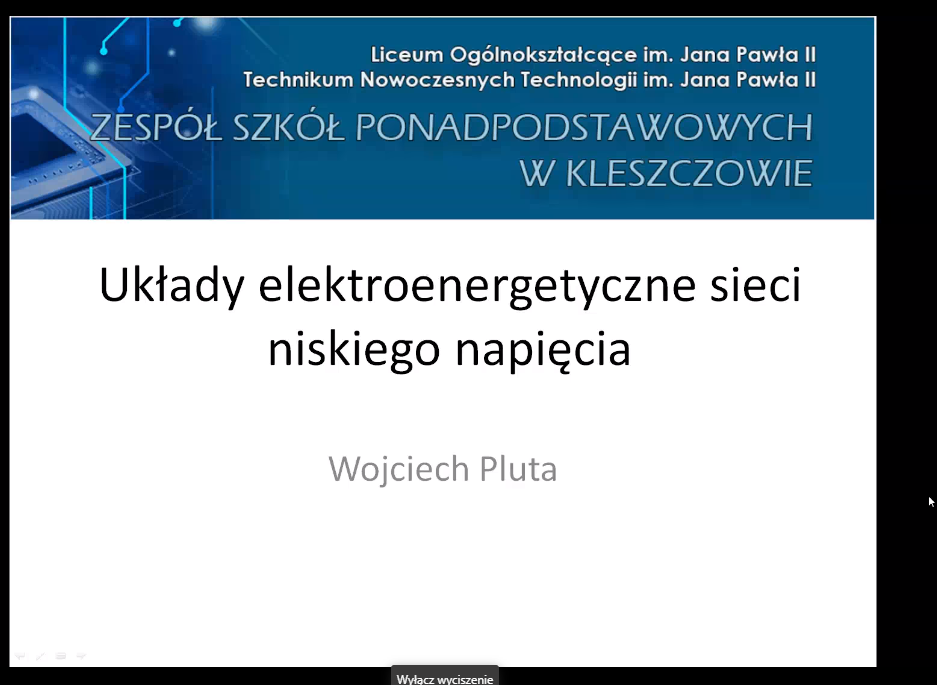 Liceum Ogólnokształcące im. Jana Pawła II
Technikum Nowoczesnych Technologii im. Jana Pawła II
ZESPÓŁ SZKÓŁ PONADPODSTAWOWYCH
W KLESZCZOWIE
Układy elektroenergetyczne sieci
niskiego napięcia
Wojciech Pluta
Wyłącz wyciszenie